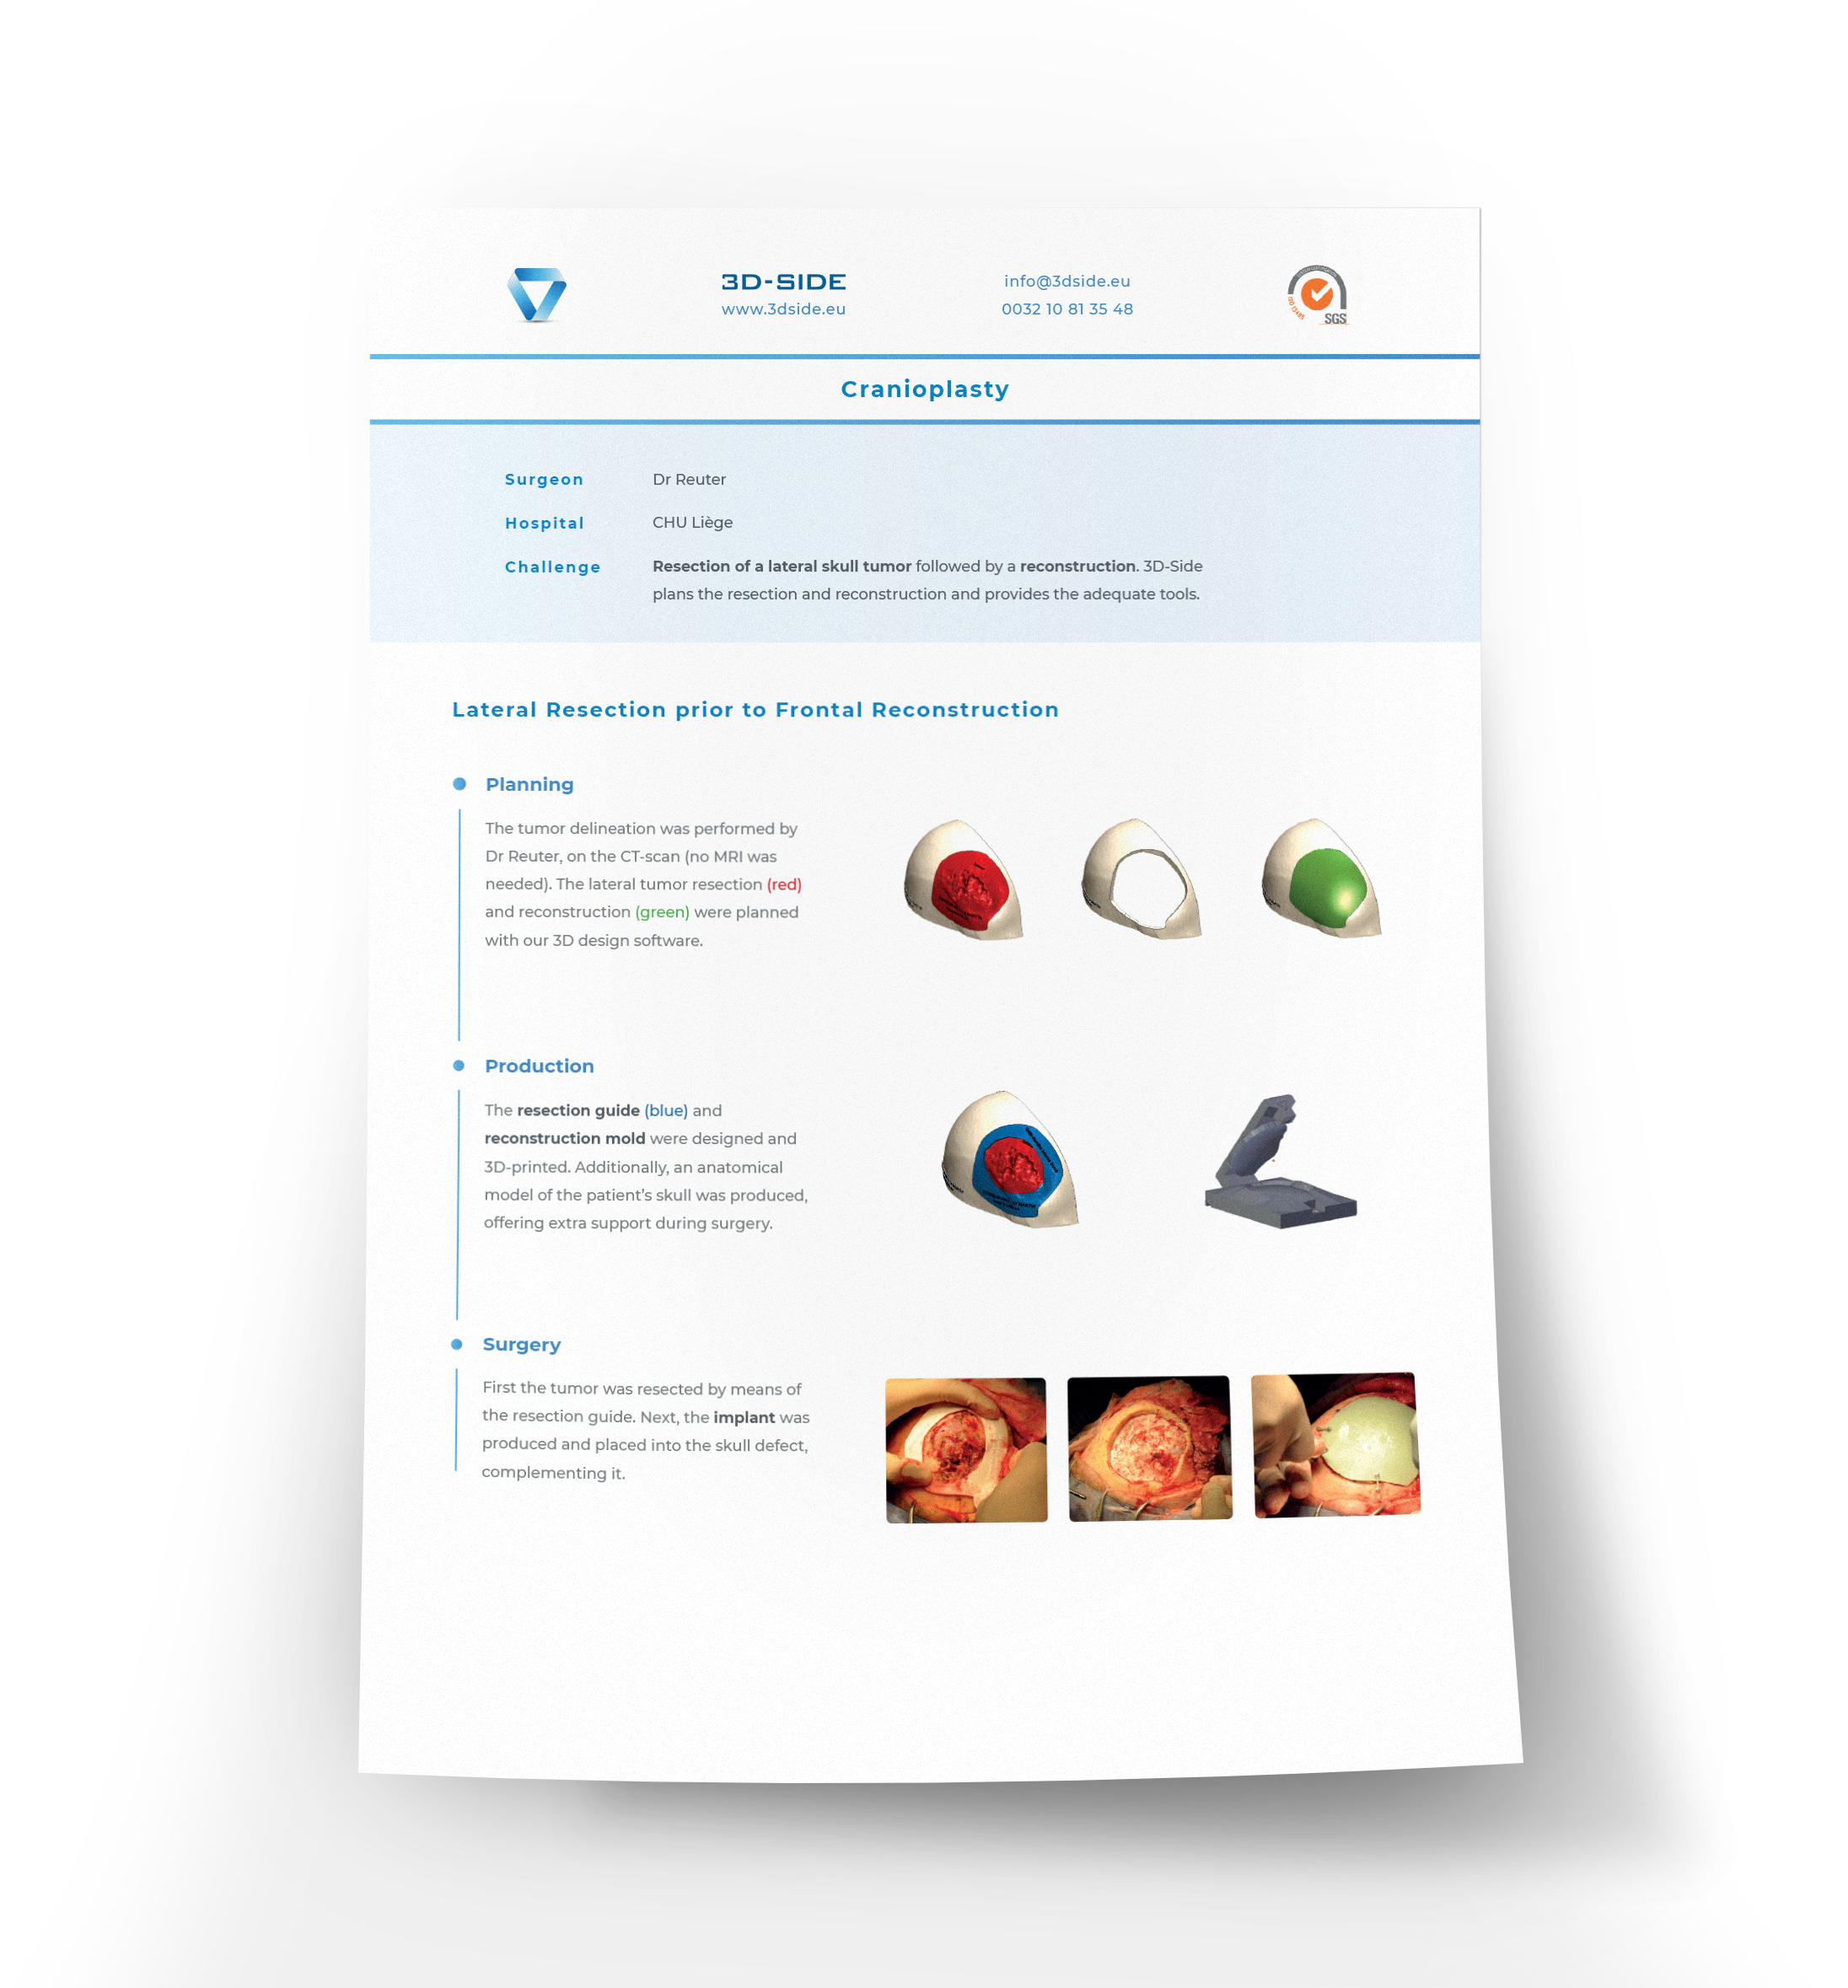 3D-SIDE
www.3dside.eu
info@3dside.eu
0032 10 81 35 48
SGS
Cranioplasty
Surgeon
Dr Reuter
Hospital
CHU Liège
Challenge
Resection of a lateral skull tumor followed by a reconstruction. 3D-Side
plans the resection and reconstruction and provides the adequate tools.
Lateral Resection prior to Frontal Reconstruction
Planning
The tumor delineation was performed by
Dr Reuter, on the CT-scan (no MRI was
needed). The lateral tumor resection (red)
and reconstruction (green) were planned
with our 3D design software.
Production
The resection guide (blue) and
reconstruction mold were designed and
3D-printed. Additionally, an anatomical
model of the patient's skull was produced,
offering extra support during surgery.
Surgery
First the tumor was resected by means of
the resection guide. Next, the implant was
produced and placed into the skull defect,
complementing it.